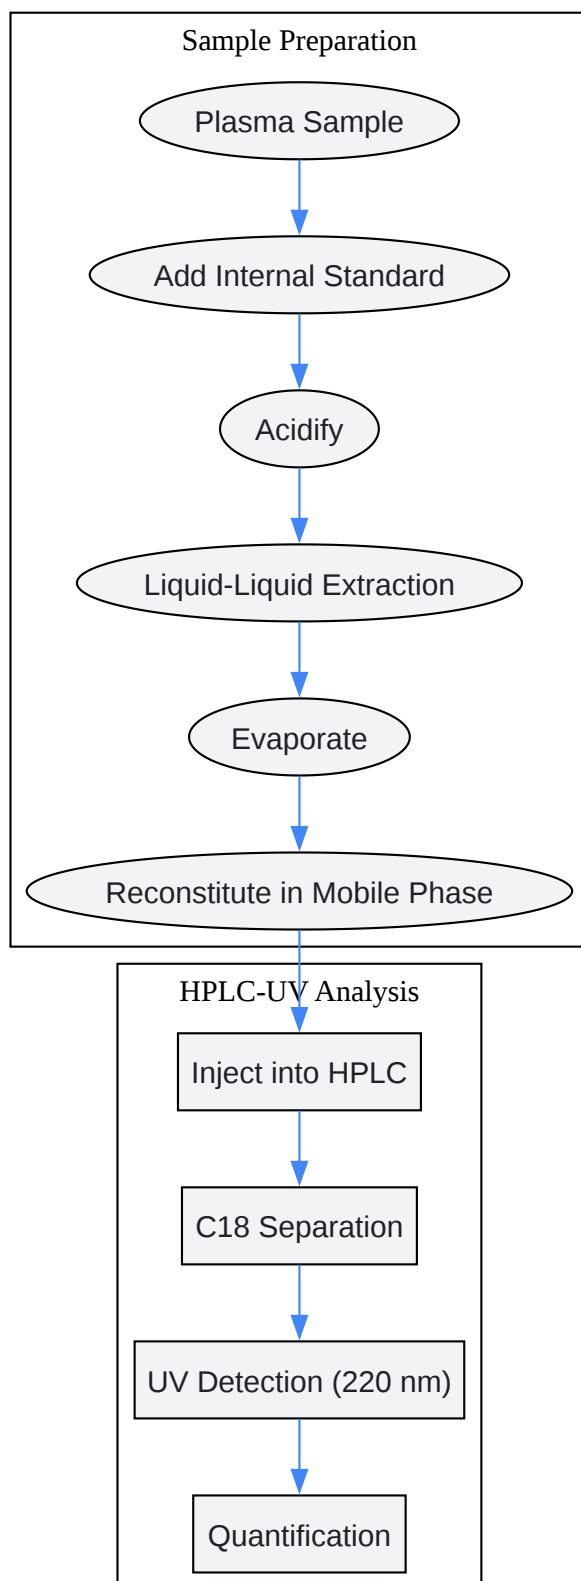 Sample Preparation
Plasma Sample
Add Internal Standard
Acidify
Liquid-Liquid Extraction
Evaporate
Reconstitute in Mobile Phase
HPLC-UV Analysis
Inject into HPLC
C18 Separation
UV Detection (220 nm)
Quantification